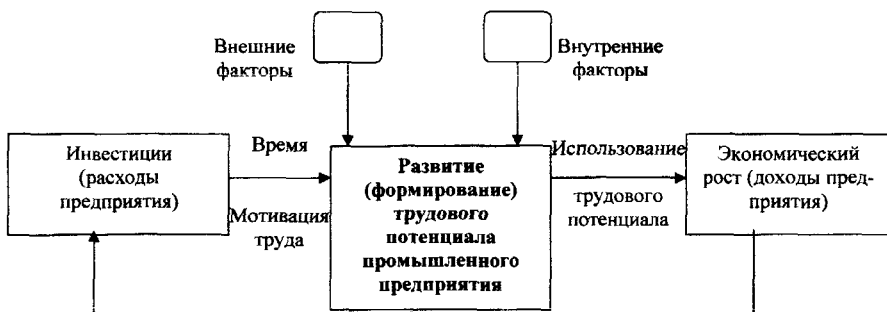 Внешние
факторы
Внутренние
факторы
Инвестиции
(расходы
предприятия)
Время
Мотивация
труда
Развитие
(формирование)
трудового
потенциала
промышленного
предприятия
Использование
трудового
потенциала
Экономический
рост (доходы пред-
приятия)